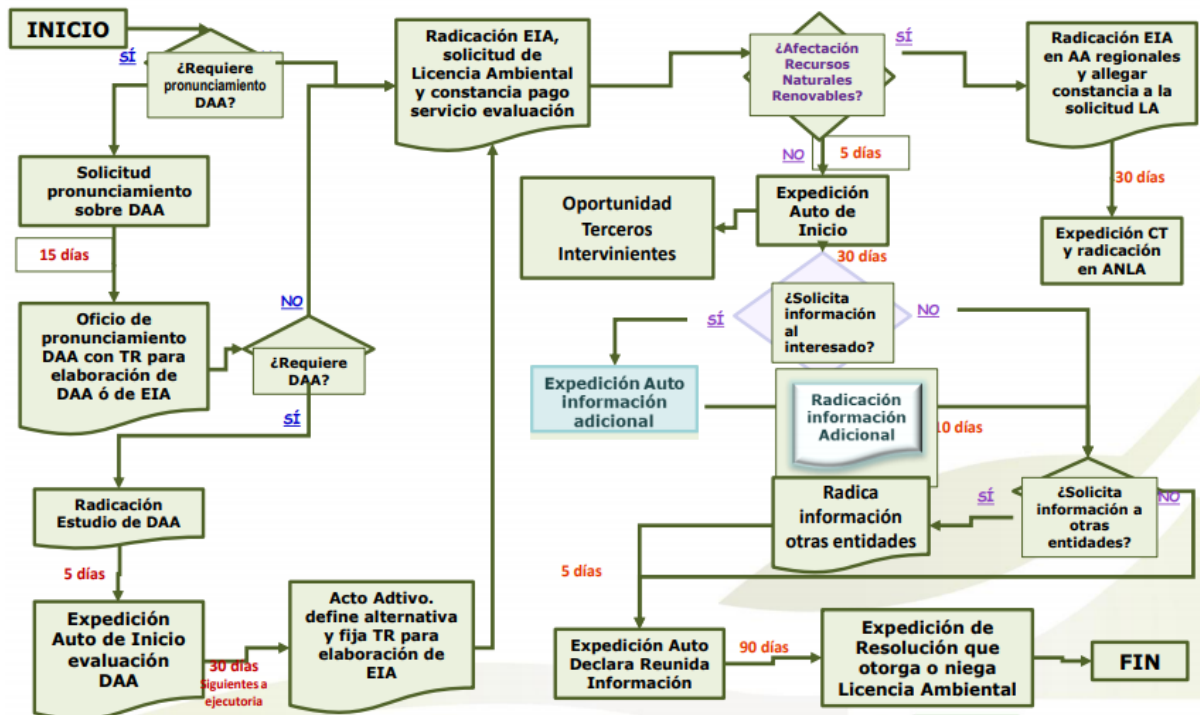 INICIO
SÍ
¿Requiere
pronunciamiento
DAA?
Solicitud
pronunciamiento
sobre DAA
15 días
Oficio de
pronunciamiento
DAA con TR para
elaboración de
DAA ó de EIA
NO
¿Requiere
DAA?
SÍ
Radicación
Estudio de DAA
5 días
Expedición
Auto de Inicio
evaluación
DAA
30 días
Siguientes a
ejecutoria
Acto Adtivo.
define alternativa
y fija TR para
elaboración de
EIA
Radicación EIA,
solicitud de
Licencia Ambiental
y constancia pago
servicio evaluación
¿Afectación
Recursos
Naturales
Renovables?
SÍ
Radicación EIA
en AA regionales
y allegar
constancia a la
solicitud LA
30 días
Expedición CT
y radicación
en ANLA
NO
5 días
Expedición
Auto de
Inicio
Oportunidad
Terceros
Intervinientes
30 días
¿Solicita
información
al
interesado?
SÍ
NO
Expedición Auto
información
adicional
Radicación
información
Adicional
10 días
¿Solicita
información a
otras
entidades?
SÍ
NO
Radica
información
otras entidades
5 días
Expedición Auto
Declara Reunida
Información
90 días
Expedición de
Resolución que
otorga o niega
Licencia Ambiental
FIN